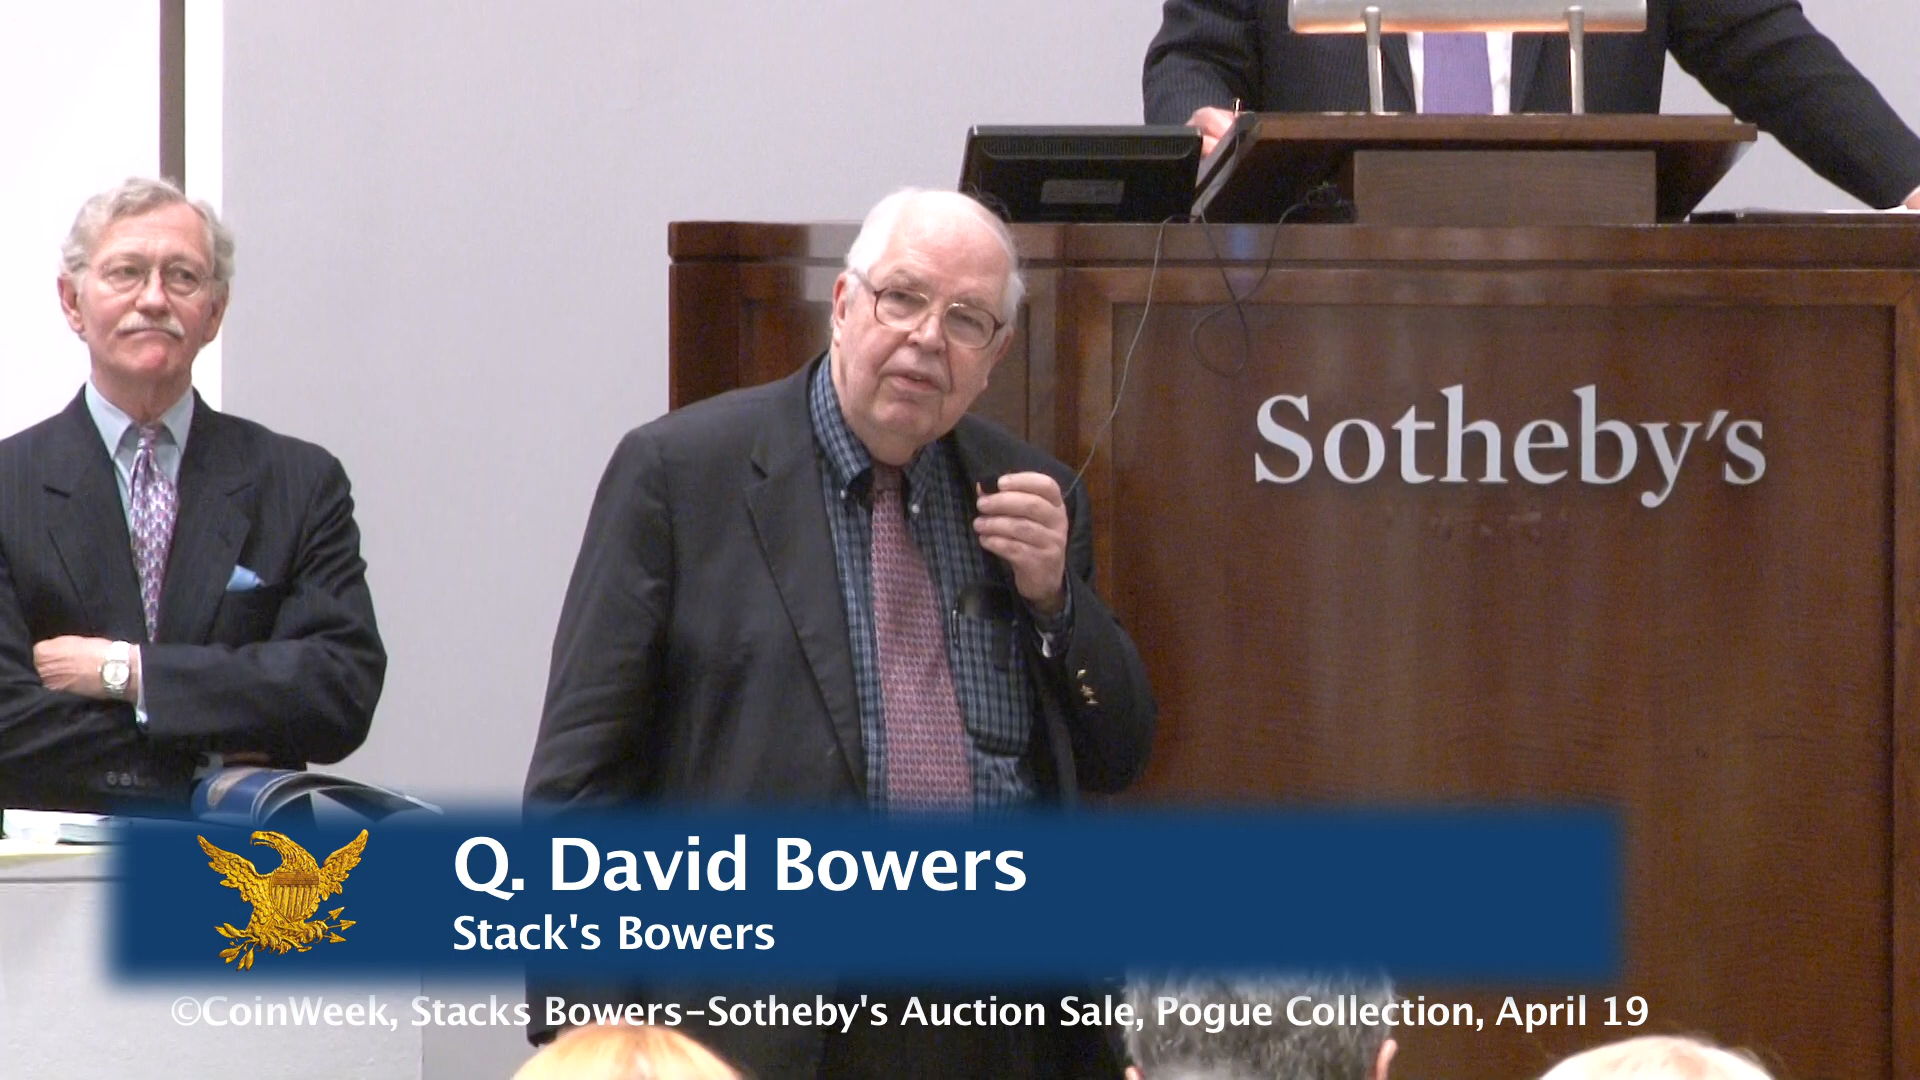 Sotheby's
Q. David Bowers
Stack's Bowers
©CoinWeek, Stacks Bowers-Sotheby's Auction Sale, Pogue Collection, April 19